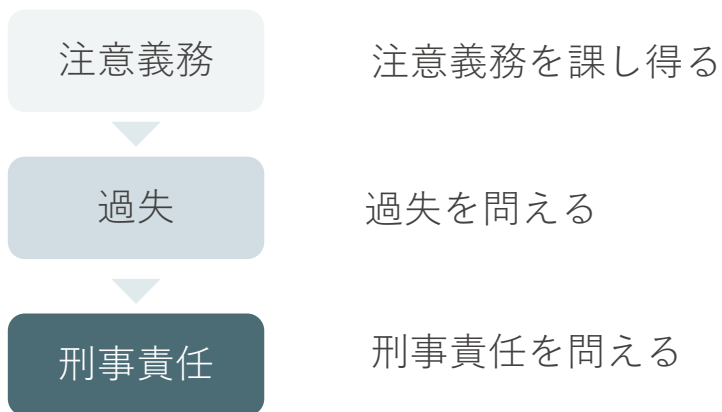 注意義務
注意義務を課し得る
過失
過失を問える
刑事責任
刑事責任を問える